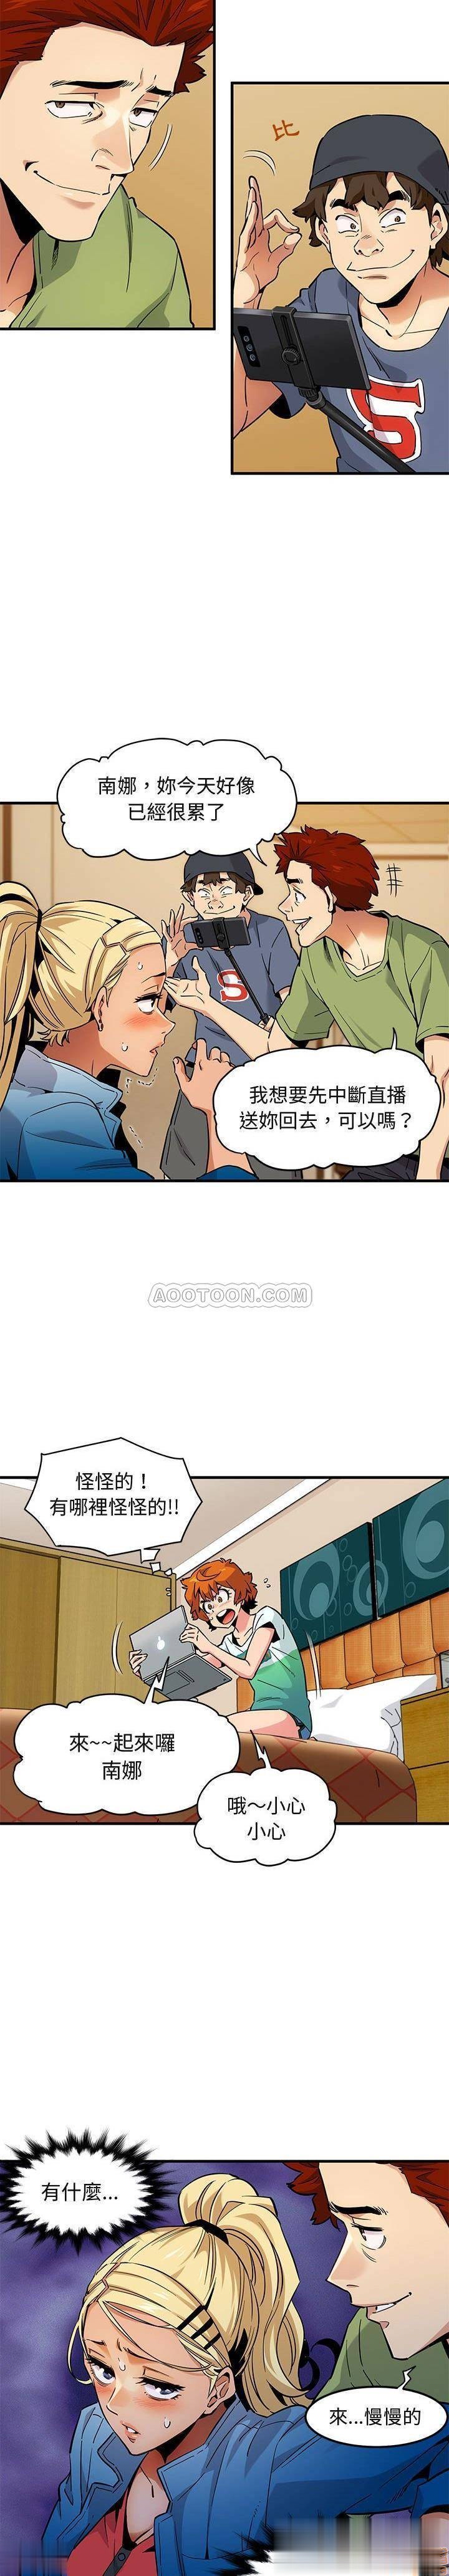 比
S
南娜，妳今天好像
已經很累了
S
我想要先中斷直播
送妳回去，可以嗎？
AOOTOON.COM
怪怪的！
有哪裡怪怪的!!
來~~起來囉
南娜
哦～小心
小心
有什麼...
來...慢慢的